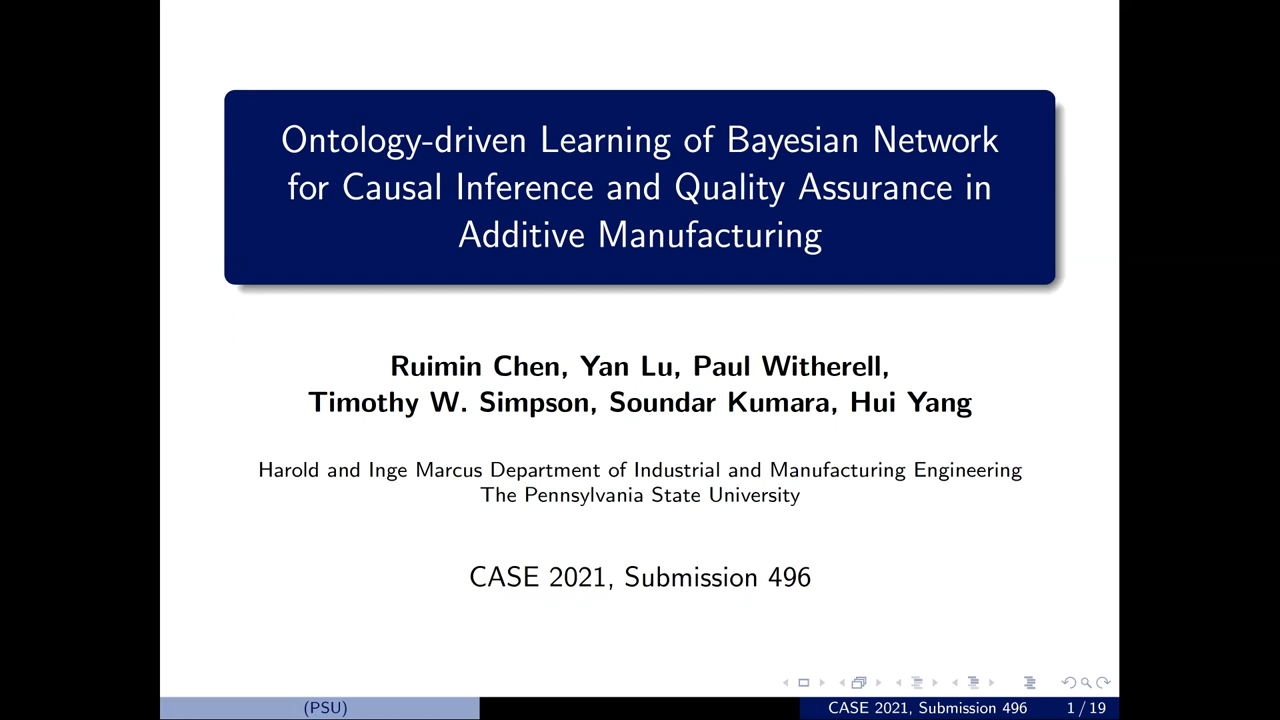 Ontology-driven Learning of Bayesian Network
for Causal Inference and Quality Assurance in
Additive Manufacturing
Ruimin Chen, Yan Lu, Paul Witherell,
Timothy W. Simpson, Soundar Kumara, Hui Yang
Harold and Inge Marcus Department of Industrial and Manufacturing Engineering
The Pennsylvania State University
CASE 2021, Submission 496
(PSU)
CASE 2021, Submission 496
1 / 19